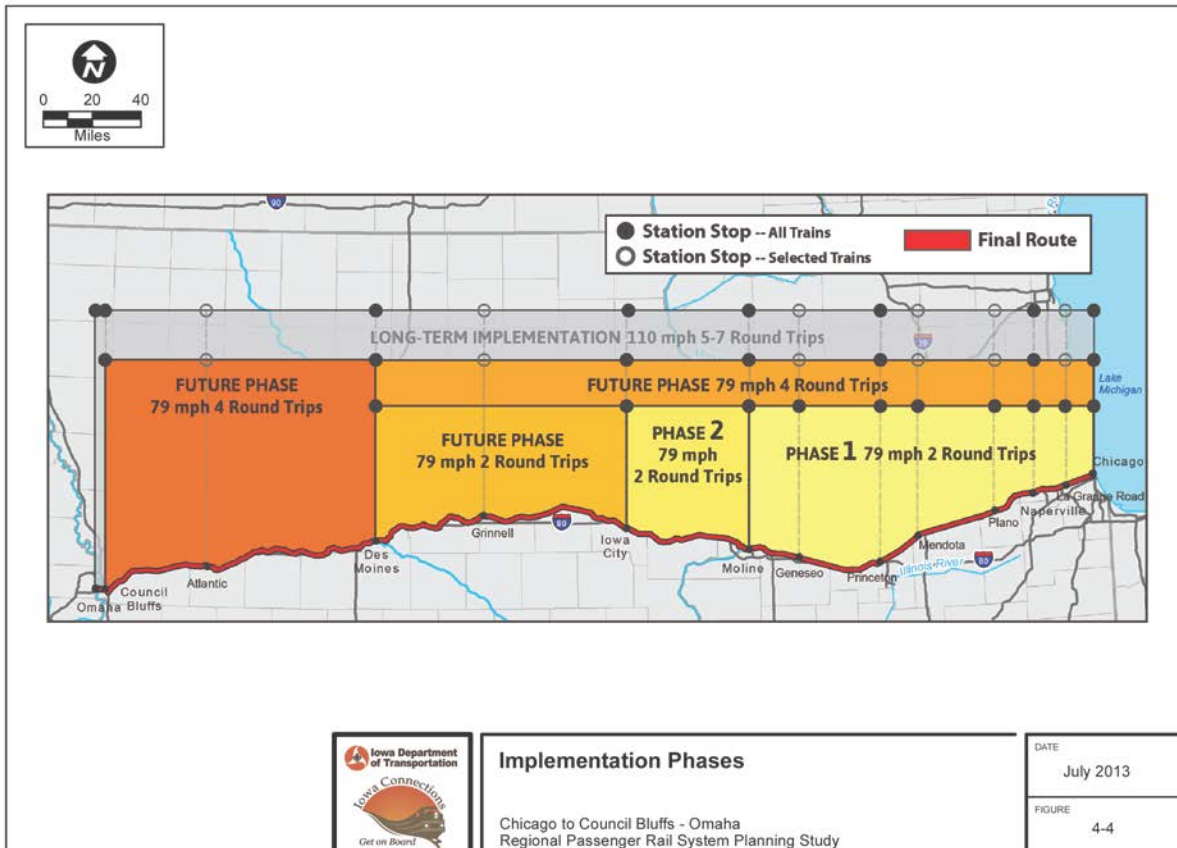 N
0 20 40
Miles
90
Station Stop -- All Trains
Station Stop -- Selected Trains
Final Route
LONG-TERM IMPLEMENTATION 110 mph 5-7 Round Trips
FUTURE PHASE
79 mph 4 Round Trips
FUTURE PHASE 79 mph 4 Round Trips
Lake
Michigan
FUTURE PHASE
79 mph 2 Round Trips
PHASE 2
79 mph
2 Round Trips
PHASE 1 79 mph 2 Round Trips
Chicago
La Grange Road
Naperville
Plano
Mendota
Princeton
Illinois River
80
Geneseo
Moline
Iowa
City
80
Grinnell
Des
Moines
Atlantic
Council
Bluffs
Omaha
Iowa Department
of Transportation
Iowa Connections
Get on Board
Implementation Phases
Chicago to Council Bluffs - Omaha
Regional Passenger Rail System Planning Study
DATE
July 2013
FIGURE
4-4